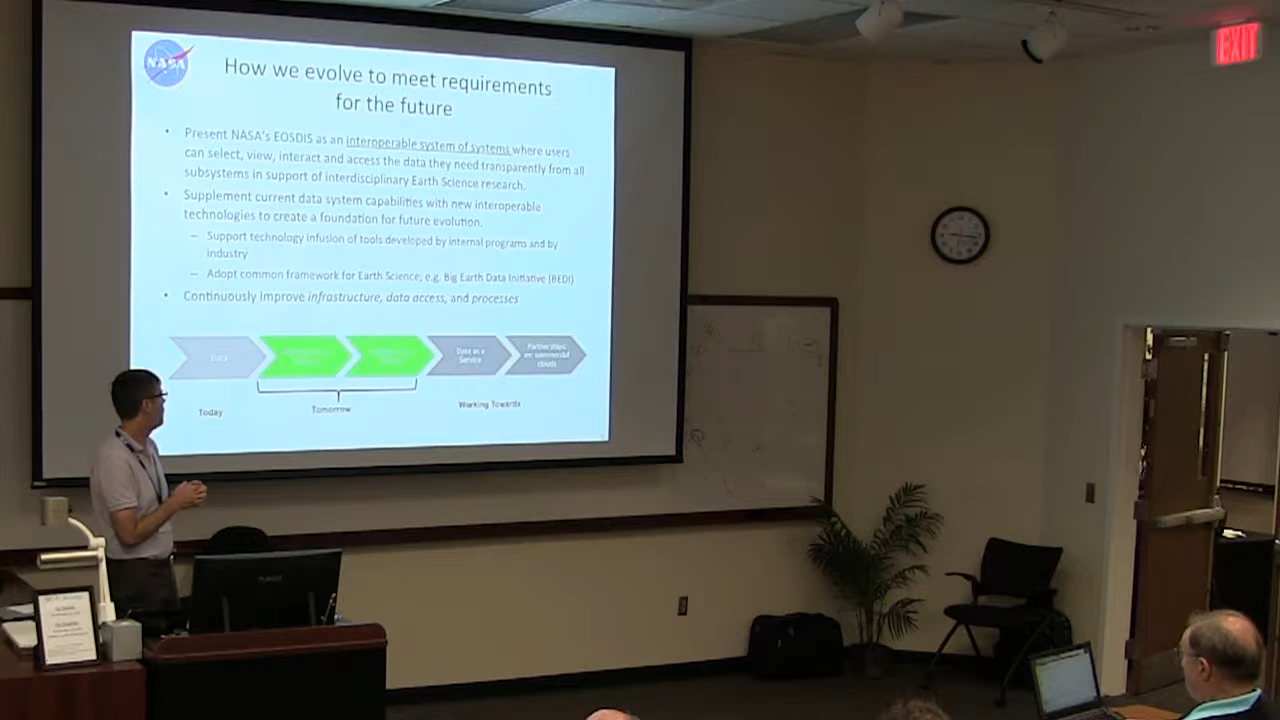 NASA
How we evolve to meet requirements
for the future
• Present NASA's EOSDIS as an interoperable system of systems where users
can select, view, interact and access the data they need transparently from all
subsystems in support of interdisciplinary Earth Science research.
• Supplement current data system capabilities with new interoperable
technologies to create a foundation for future evolution.
– Support technology infusion of tools developed by internal programs and by
industry
– Adopt common framework for Earth Science; e.g. Big Earth Data Initiative (BEDI)
• Continuously Improve infrastructure, data access, and processes
Data
Data as a
Service
Partnerships;
clouds
Today
Tomorrow
Working Towards
EXIT